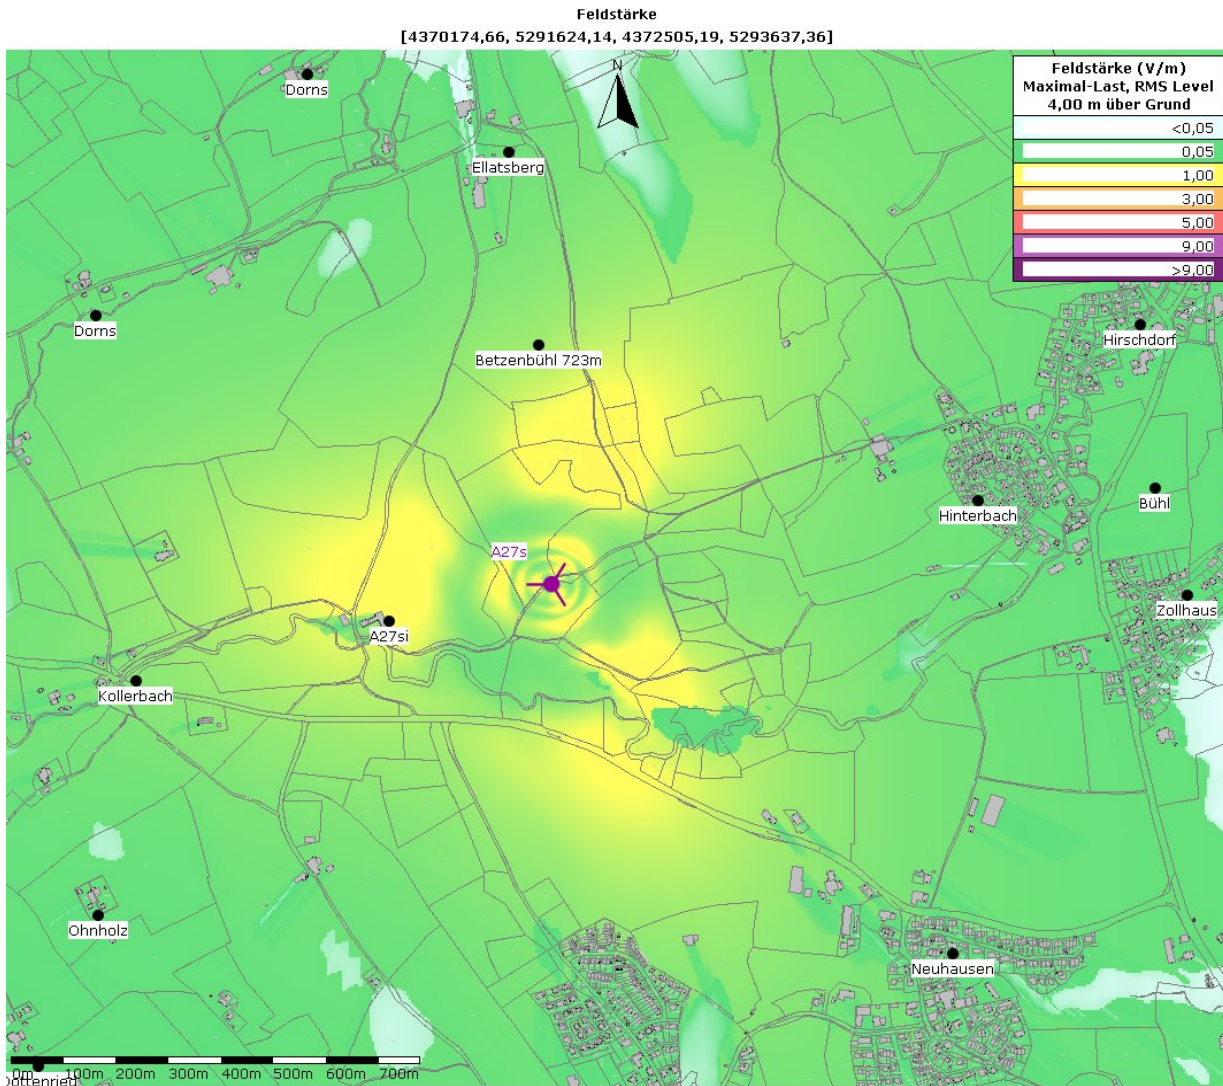 Feldstärke
[4370174,66, 5291624,14, 4372505,19, 5293637,36]
N
Feldstärke (V/m)
Maximal-Last, RMS Level
4,00 m über Grund
<0,05
0,05
1,00
3,00
5,00
9,00
>9,00
Dorns
Ellatsberg
Dorns
Hirschdorf
Betzenbühl 723m
Bühl
Hinterbach
A27s
Zollhaus
A27si
Kollerbach
Ohnholz
Neuhausen
0m 100m 200m 300m 400m 500m 600m 700m